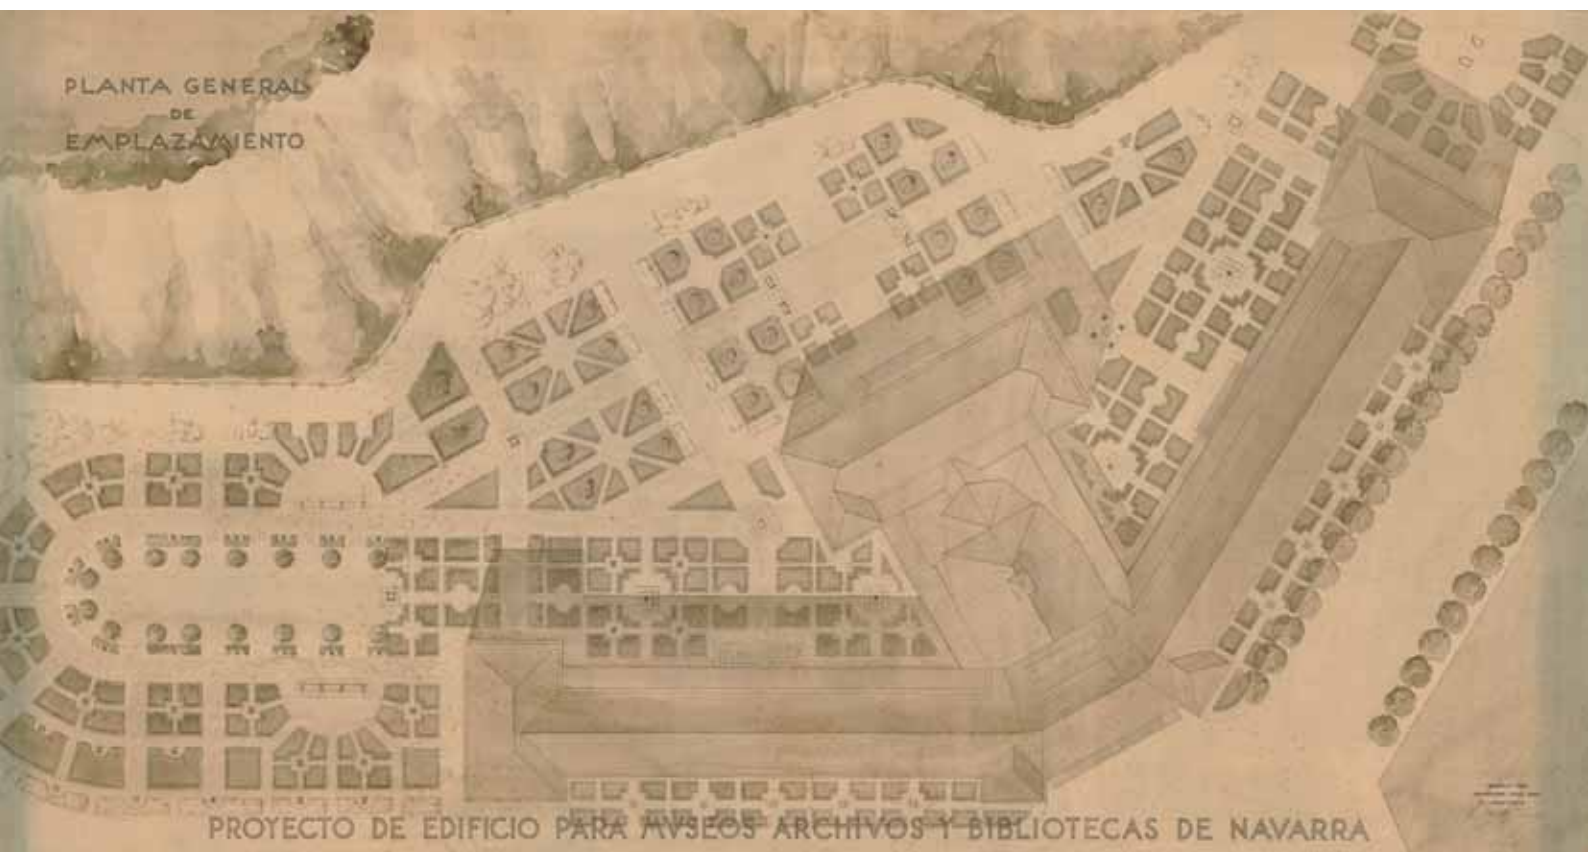 PLANTA GENERAL
DE
EMPLAZAMIENTO
PROYECTO DE EDIFICIO PARA MVSEOS ARCHIVOS Y BIBLIOTECAS DE NAVARRA